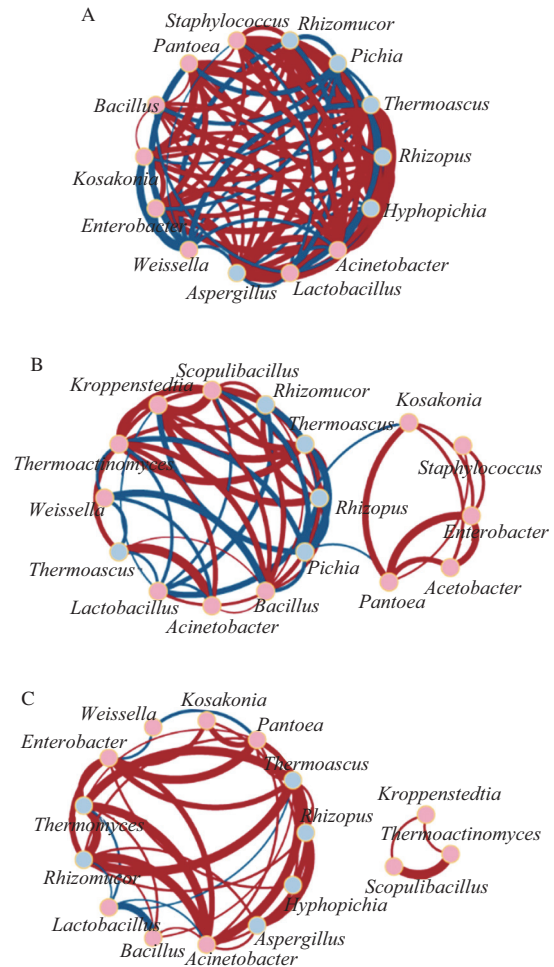 A
Staphylococcus
Rhizomucor
Pantoea
Pichia
Bacillus
Thermoascus
Kosakonia
Rhizopus
Enterobacter
Hyphopichia
Weissella
Acinetobacter
Aspergillus
Lactobacillus
B
Scopulibacillus
Kroppenstedtia
Rhizomucor
Kosakonia
Thermoascus
Thermoactinomyces
Staphylococcus
Weissella
Rhizopus
Enterobacter
Thermoascus
Pichia
Lactobacillus
Bacillus
Acetobacter
Acinetobacter
Pantoea
C
Kosakonia
Weissella
Pantoea
Enterobacter
Thermoascus
Kroppenstedtia
Thermomyces
Rhizopus
Thermoactinomyces
Rhizomucor
Scopulibacillus
Lactobacillus
Hyphopichia
Bacillus
Aspergillus
Acinetobacter